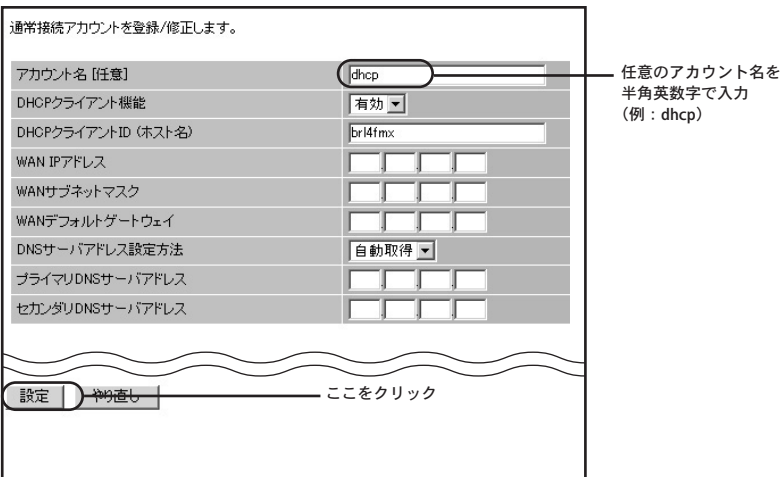 通常接続アカウントを登録/修正します。
アカウント名 [任意] dhcp
任意のアカウント名を
半角英数字で入力
(例：dhcp)
DHCPクライアント機能 有効
DHCPクライアントID (ホスト名) brl4fmx
WAN IPアドレス . . .
WANサブネットマスク . . .
WANデフォルトゲートウェイ . . .
DNSサーバアドレス設定方法 自動取得
プライマリDNSサーバアドレス . . .
セカンダリDNSサーバアドレス . . .
設定 やり直し ここをクリック